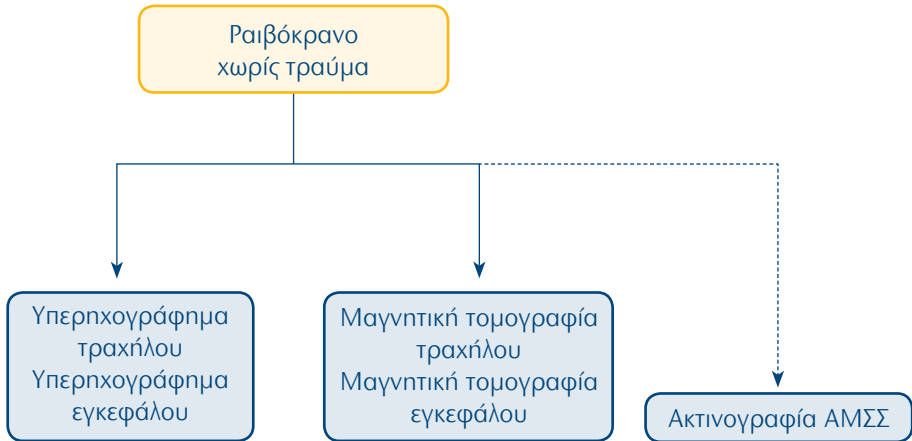 Ραιβόκρανο
χωρίς τραύμα
Υπερηχογράφημα
τραχήλου
Υπερηχογράφημα
εγκεφάλου
Μαγνητική τομογραφία
τραχήλου
Μαγνητική τομογραφία
εγκεφάλου
Ακτινογραφία ΑΜΣΣ